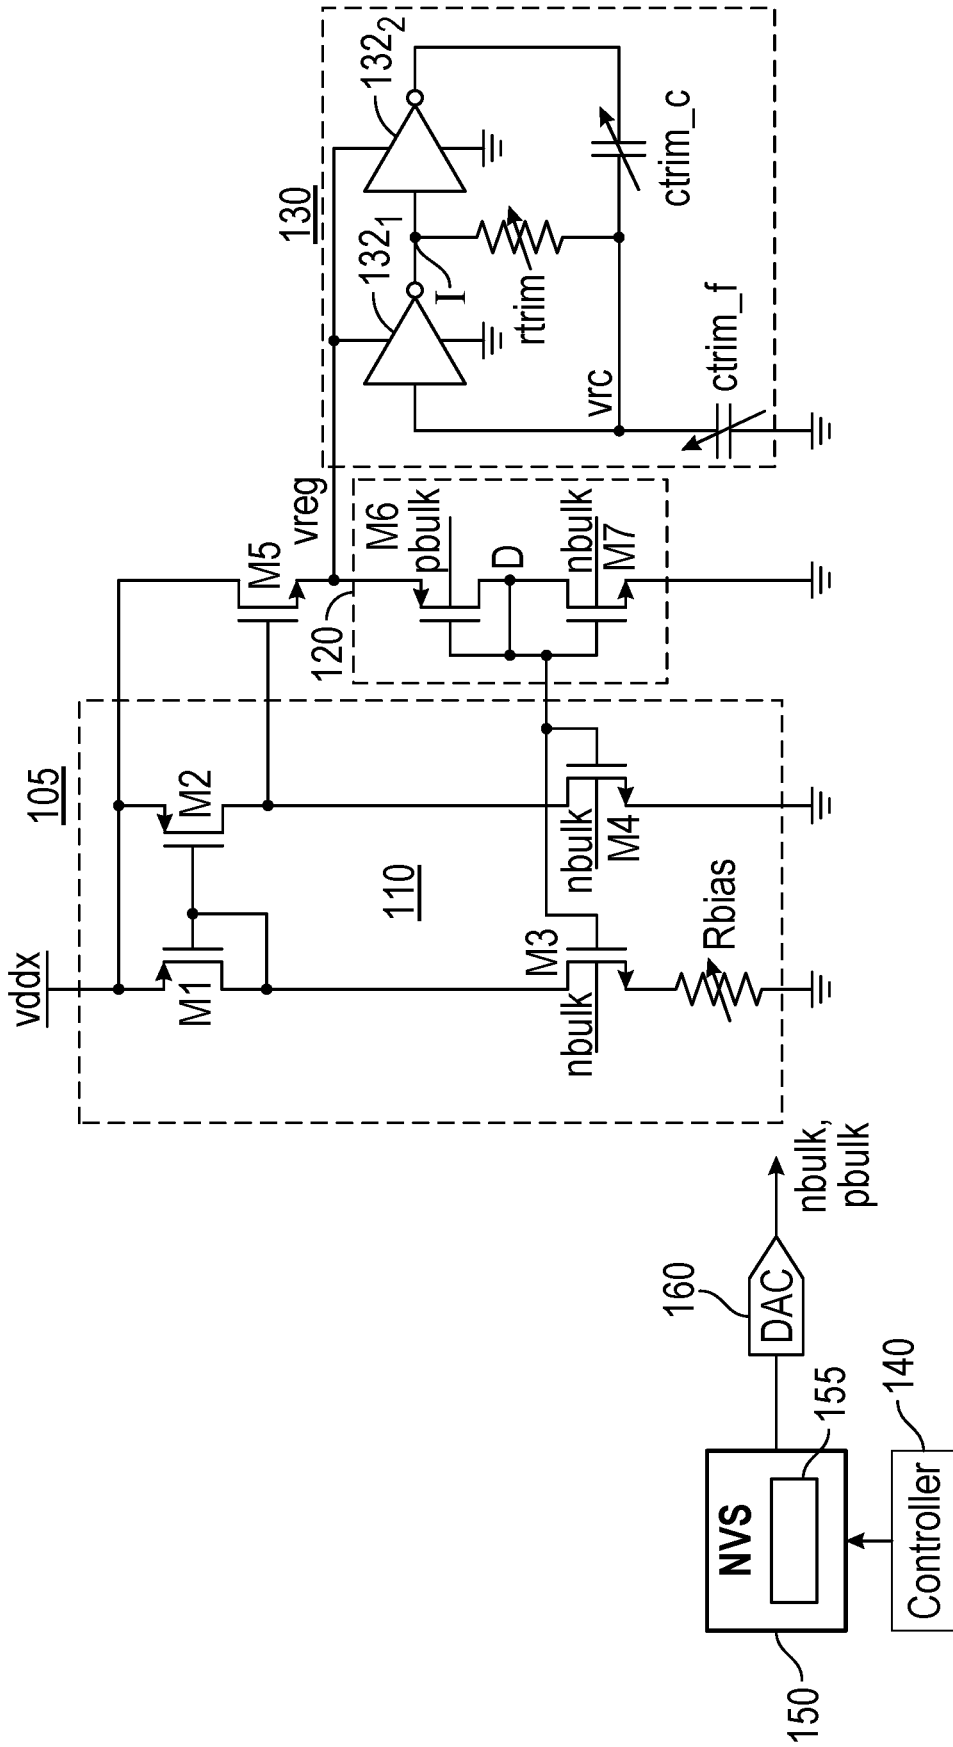 vddx
105
M1
M2
110
M3
nbulk
nbulk
M4
Rbias
M5
vreg
120
M6
pbulk
D
nbulk
M7
130
132₁
132₂
I
rtrim
vrc
ctrim_c
ctrim_f
150
NVS
155
Controller
140
160
DAC
nbulk,
pbulk